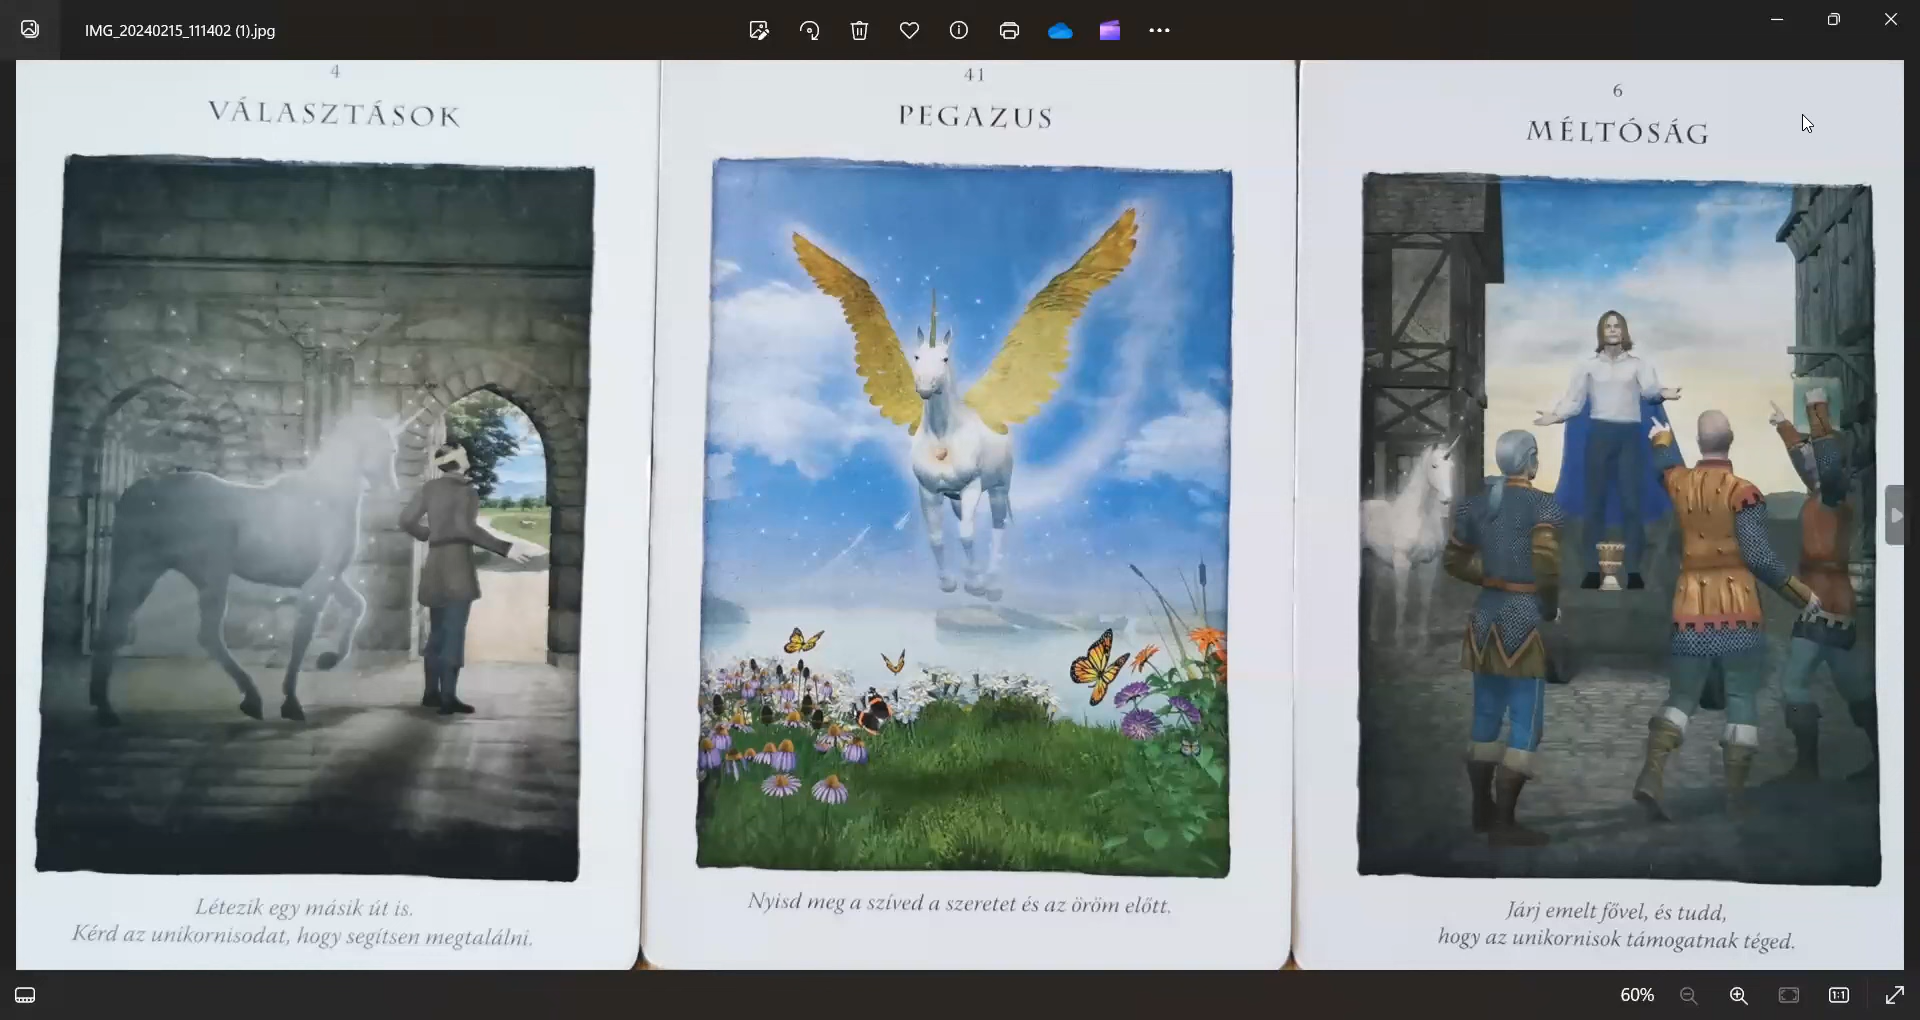 IMG_20240215_111402 (1).jpg
4
VÁLASZTÁSOK
Létezik egy másik út is.
Kérd az unikornisodat, hogy segítsen megtalálni.
41
PEGAZUS
Nyisd meg a szíved a szeretet és az öröm előtt.
6
MÉLTÓSÁG
Járj emelt fővel, és tudd,
hogy az unikornisok támogatnak téged.
60%
1:1